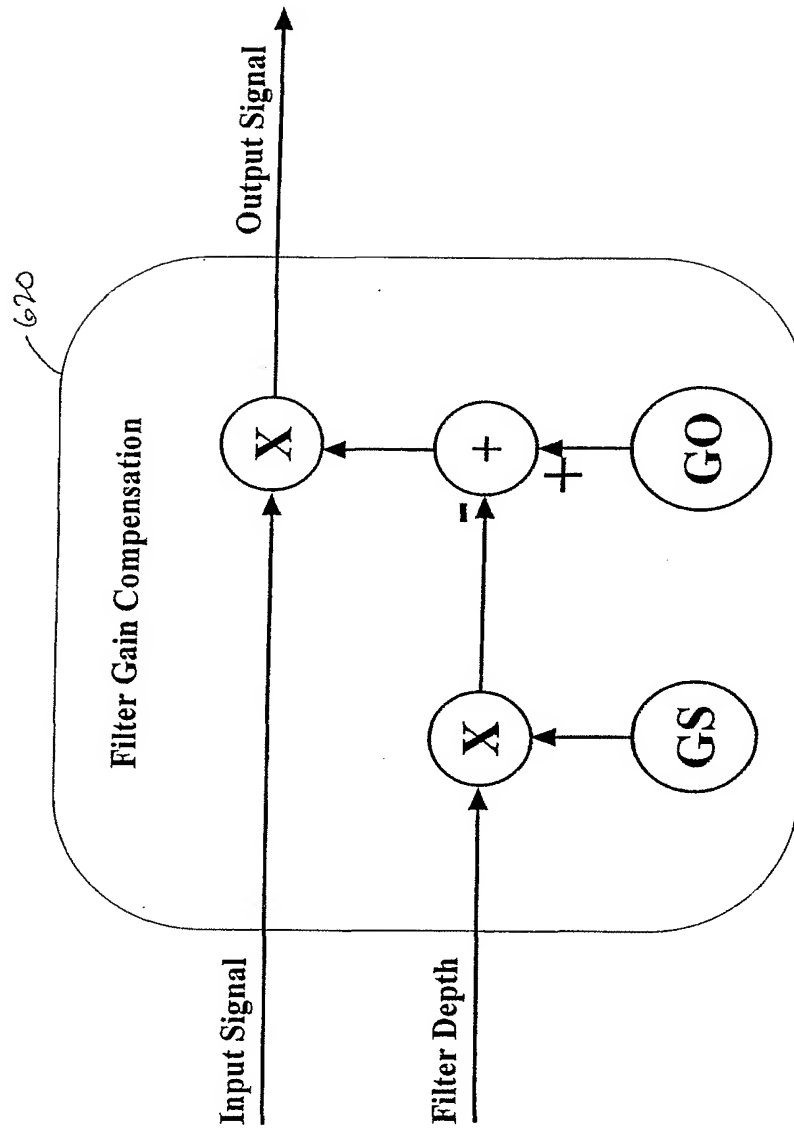 620
Filter Gain Compensation
Input Signal
X
Output Signal
Filter Depth
X
-
+
+
GS
GO